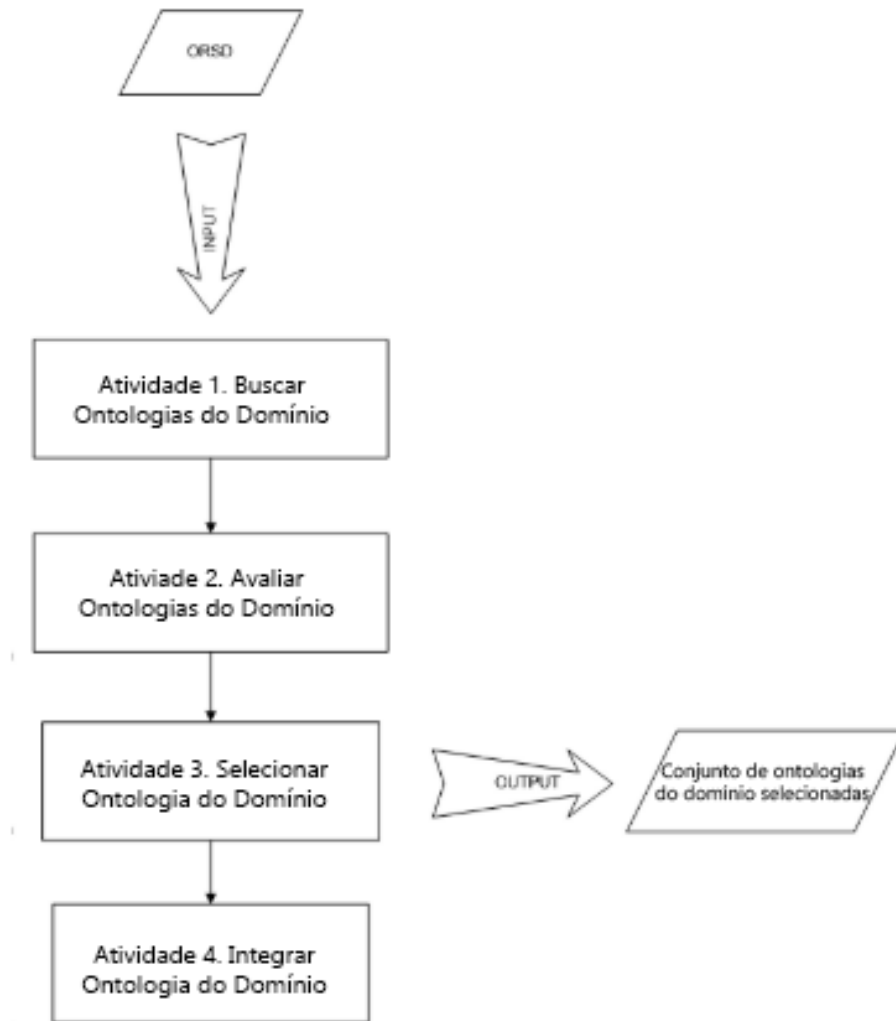 ORSD
INPUT
Atividade 1. Buscar
Ontologias do Domínio
Ativiade 2. Avaliar
Ontologias do Domínio
Atividade 3. Selecionar
Ontologia do Domínio
OUTPUT
Conjunto de ontologias
do domínio selecionadas
Atividade 4. Integrar
Ontologia do Domínio